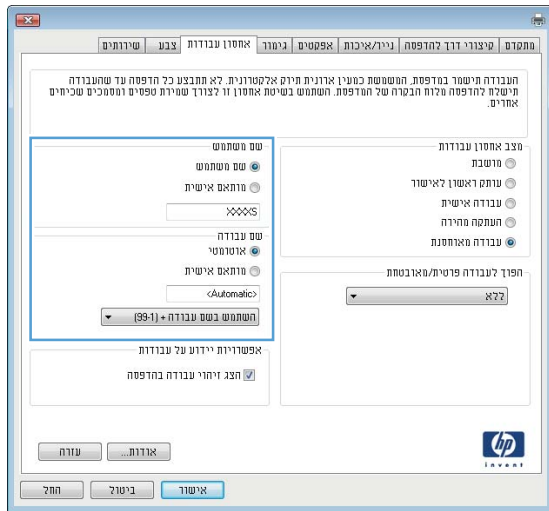 מתקדם
קיצורי דרך להדפסה
נייר/איכות
אפקטים
גימור
אחסון עבודות
צבע
שירותים
העבודה תישמר במדפסת, המשמשת כמעין ארונית תיוק אלקטרונית. לא תתבצע כל הדפסה עד שהעבודה
תישלח להדפסה מלוח הבקרה של המדפסת. השתמש בשיטת אחסון זו לצורך שמירת טפסים ומסמכים שכיחים
אחרים.
מצב אחסון עבודות
מושבת
עותק ראשון לאישור
עבודה אישית
העתקה מהירה
עבודה מאוחסנת
הפוך לעבודה פרטית/מאובטחת
ללא
שם משתמש
שם משתמש
מותאם אישית
XXXXS
שם עבודה
אוטומטי
מותאם אישית
<Automatic>
השתמש בשם עבודה + (99-1)
אפשרויות יידוע על עבודות
הצג זיהוי עבודה בהדפסה
hp
invent
אודות...
עזרה
אישור
ביטול
החל